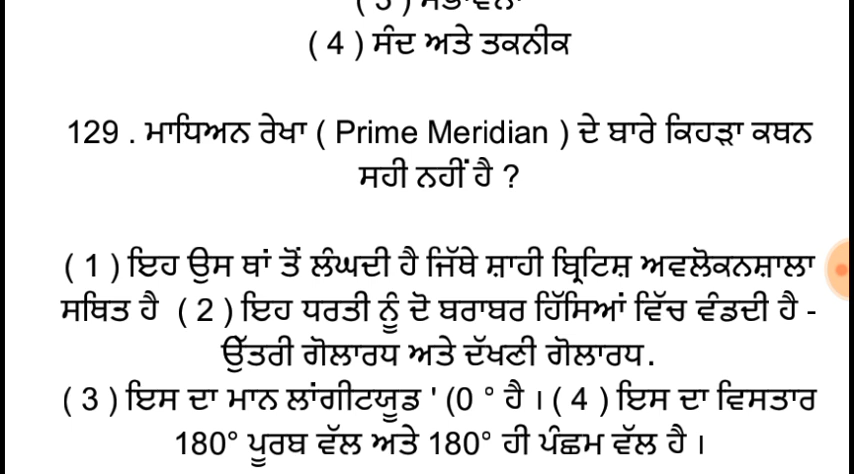 ( 4 ) ਸੰਦ ਅਤੇ ਤਕਨੀਕ
129 . ਮਾਧਿਅਨ ਰੇਖਾ ( Prime Meridian ) ਦੇ ਬਾਰੇ ਕਿਹੜਾ ਕਥਨ
ਸਹੀ ਨਹੀਂ ਹੈ ?
( 1 ) ਇਹ ਉਸ ਥਾਂ ਤੋਂ ਲੰਘਦੀ ਹੈ ਜਿੱਥੇ ਸ਼ਾਹੀ ਬ੍ਰਿਟਿਸ਼ ਅਵਲੋਕਨਸ਼ਾਲਾ
ਸਥਿਤ ਹੈ ( 2 ) ਇਹ ਧਰਤੀ ਨੂੰ ਦੋ ਬਰਾਬਰ ਹਿੱਸਿਆਂ ਵਿੱਚ ਵੰਡਦੀ ਹੈ -
ਉੱਤਰੀ ਗੋਲਾਰਧ ਅਤੇ ਦੱਖਣੀ ਗੋਲਾਰਧ.
( 3 ) ਇਸ ਦਾ ਮਾਨ ਲਾਂਗੀਟਯੂਡ ' (0 ° ਹੈ । ( 4 ) ਇਸ ਦਾ ਵਿਸਤਾਰ
180° ਪੂਰਬ ਵੱਲ ਅਤੇ 180° ਹੀ ਪੱਛਮ ਵੱਲ ਹੈ ।